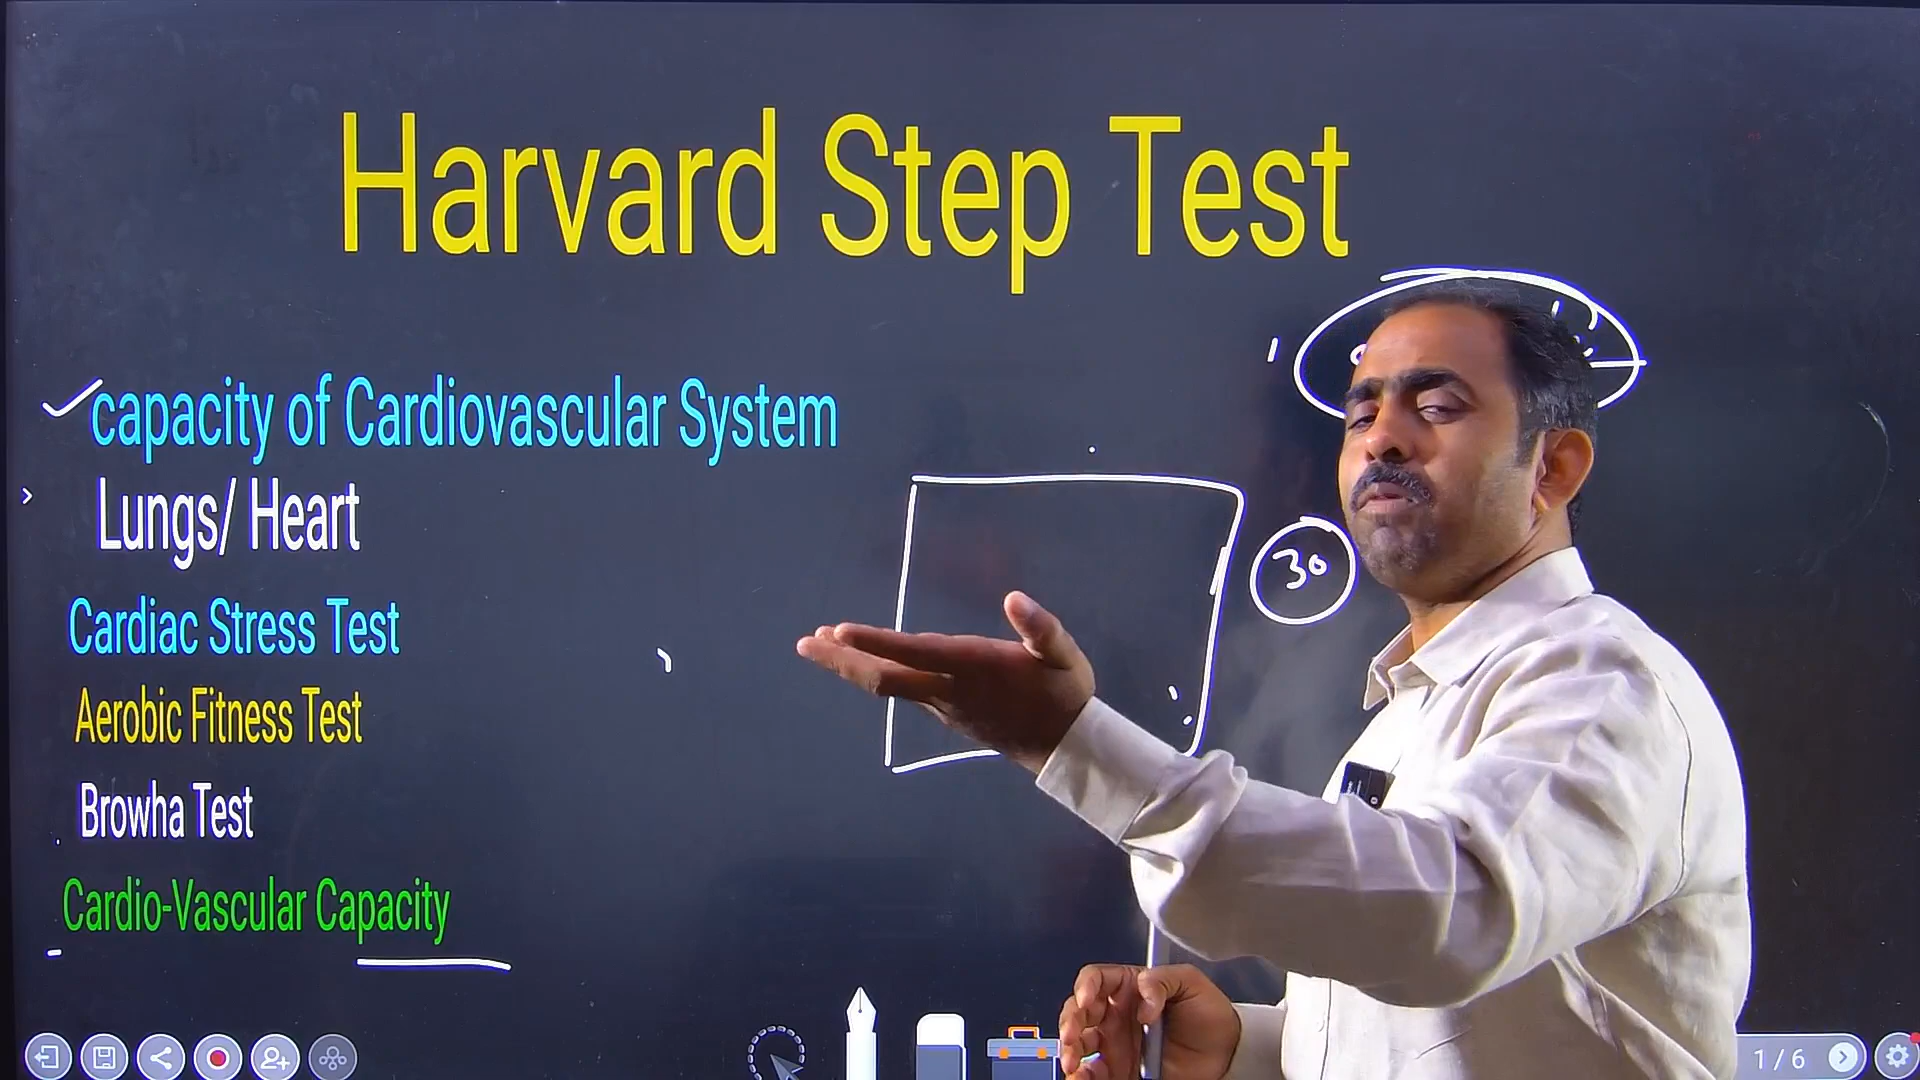 Harvard Step Test
capacity of Cardiovascular System
Lungs/ Heart
30
Cardiac Stress Test
Aerobic Fitness Test
Browha Test
Cardio-Vascular Capacity
1 / 6